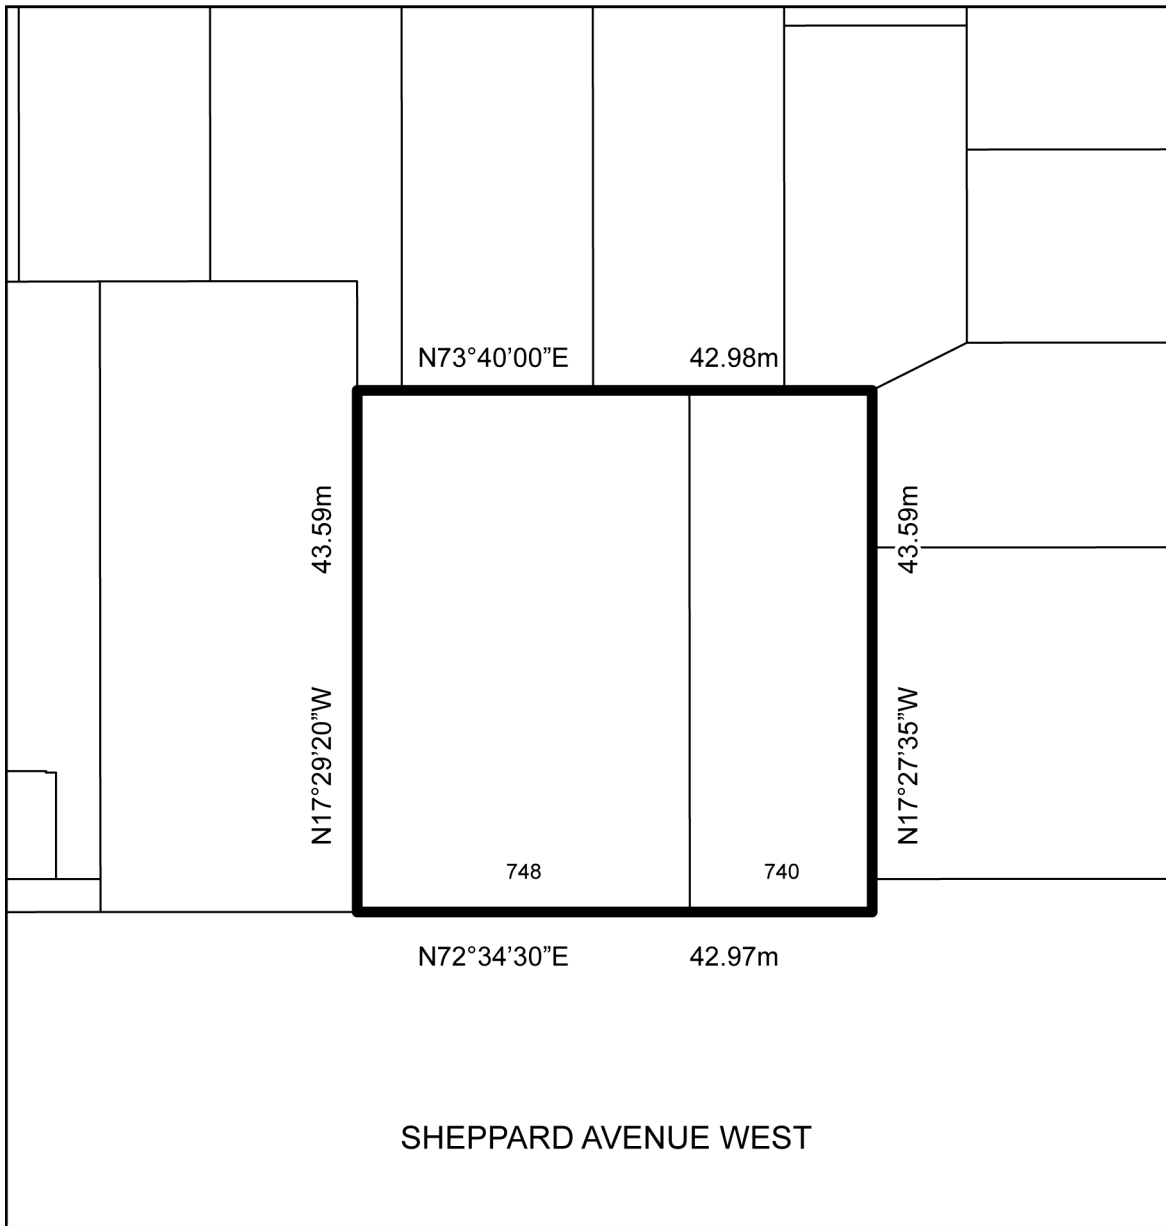 N73°40’00”E 42.98m
43.59m
43.59m
N17°29’20”W
N17°27’35”W
748 740
N72°34’30”E 42.97m
SHEPPARD AVENUE WEST